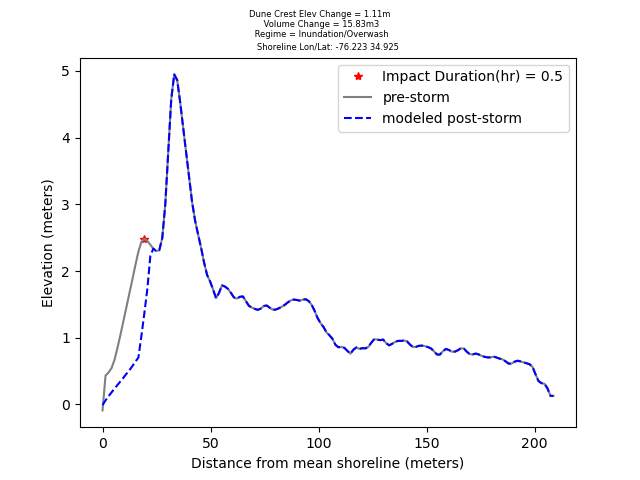 Dune Crest Elev Change = 1.11m
Volume Change = 15.83m3
Regime = Inundation/Overwash
Shoreline Lon/Lat: -76.223 34.925
Impact Duration(hr) = 0.5
pre-storm
modeled post-storm
5
4
3
2
1
0
Elevation (meters)
0 50 100 150 200
Distance from mean shoreline (meters)